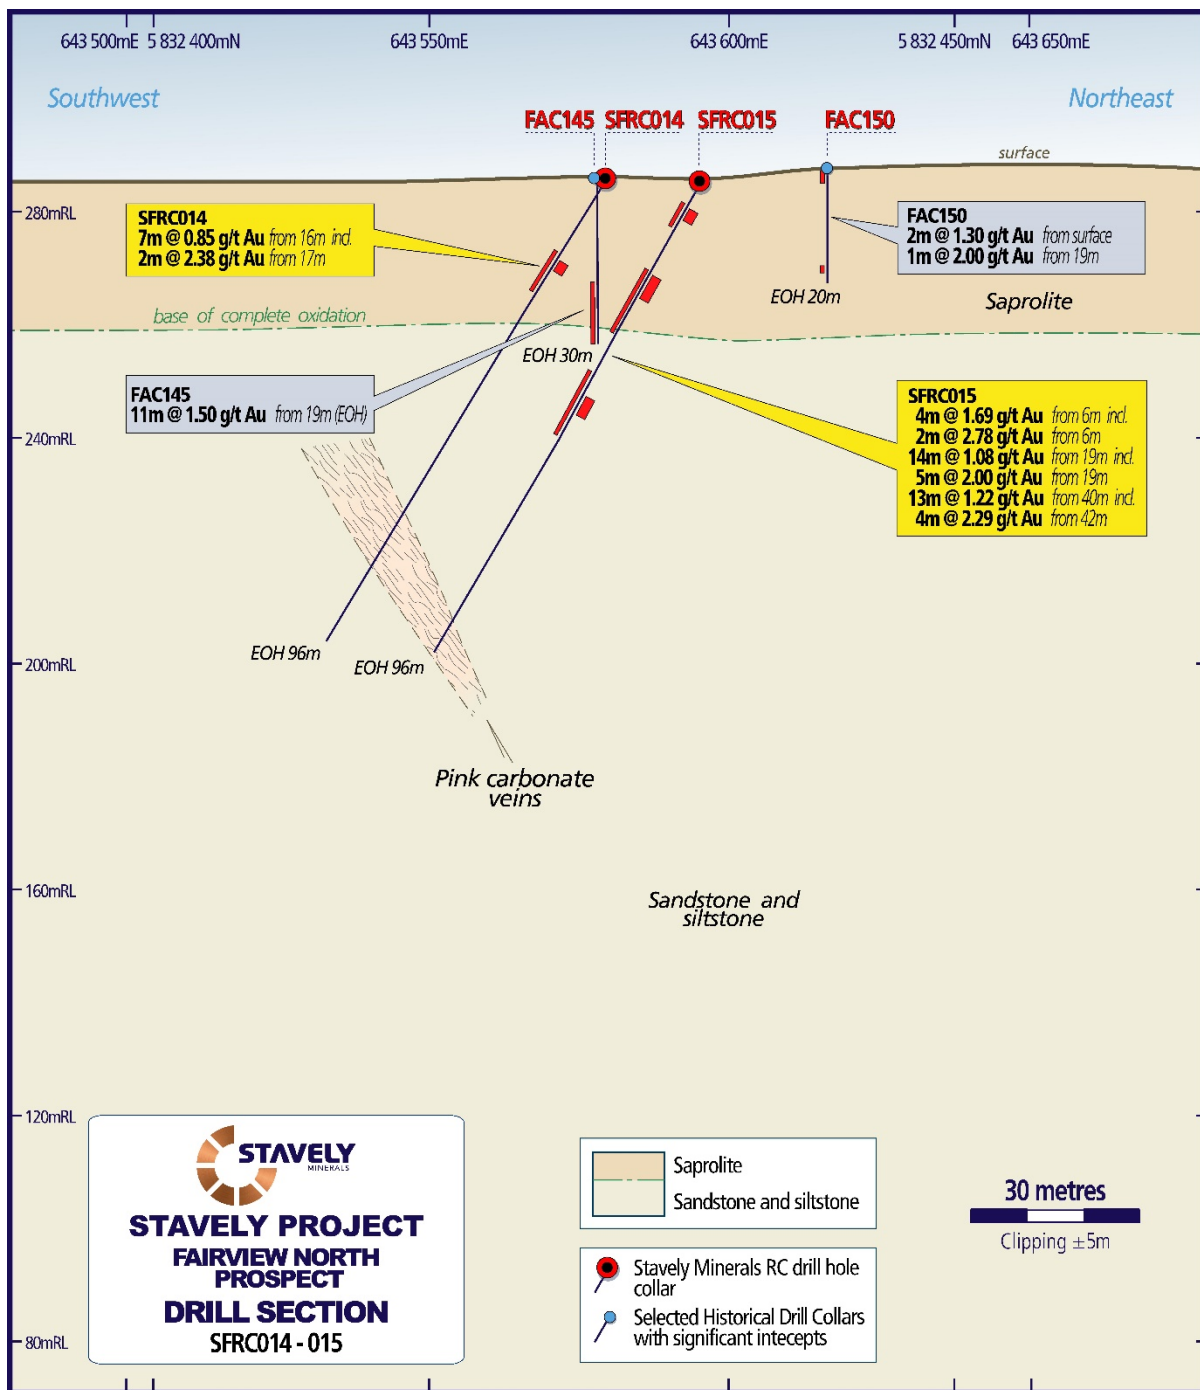 643 500mE 5 832 400mN 643 550mE 643 600mE 5 832 450mN 643 650mE
Southwest Northeast
FAC145 SFRC014 SFRC015 FAC150
surface
280mRL
SFRC014
7m @ 0.85 g/t Au from 16m incl.
2m @ 2.38 g/t Au from 17m
FAC150
2m @ 1.30 g/t Au from surface
1m @ 2.00 g/t Au from 19m
EOH 20m
Saprolite
base of complete oxidation
EOH 30m
FAC145
11m @ 1.50 g/t Au from 19m (EOH)
SFRC015
4m @ 1.69 g/t Au from 6m incl.
2m @ 2.78 g/t Au from 6m
14m @ 1.08 g/t Au from 19m incl.
5m @ 2.00 g/t Au from 19m
13m @ 1.22 g/t Au from 40m incl.
4m @ 2.29 g/t Au from 42m
240mRL
EOH 96m
EOH 96m
200mRL
Pink carbonate
veins
160mRL
Sandstone and
siltstone
120mRL
STAVELY
MINERALS
STAVELY PROJECT
FAIRVIEW NORTH
PROSPECT
DRILL SECTION
SFRC014 - 015
Saprolite
Sandstone and siltstone
30 metres
Clipping ±5m
Stavely Minerals RC drill hole
collar
Selected Historical Drill Collars
with significant intecepts
80mRL